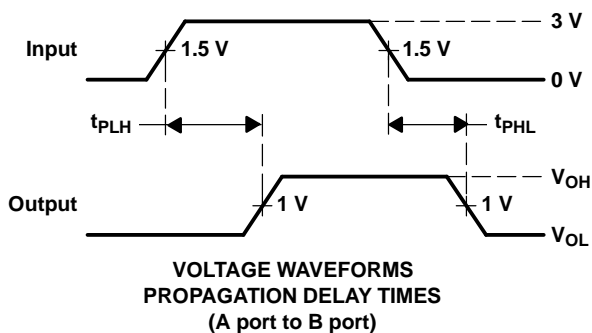 3 V
Input
1.5 V
1.5 V
0 V
tPLH
tPHL
VOH
Output
1 V
1 V
VOL
VOLTAGE WAVEFORMS
PROPAGATION DELAY TIMES
(A port to B port)